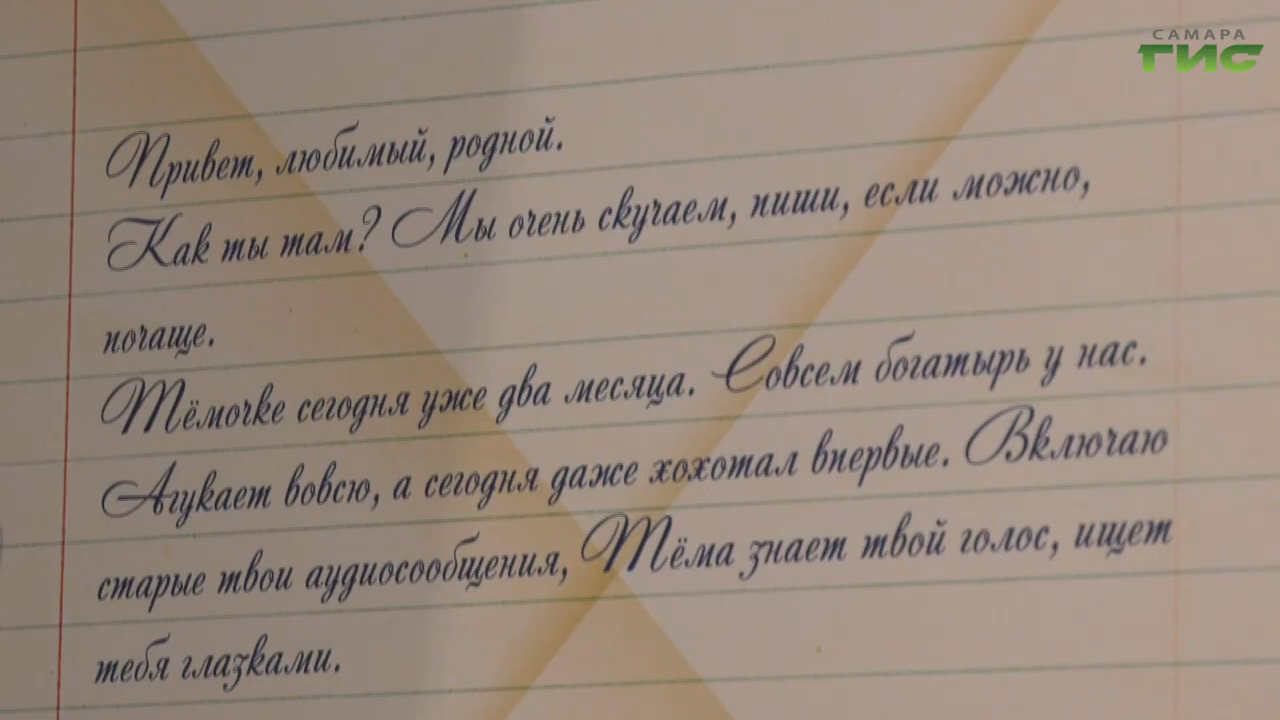 САМАРА
ГИС
Привет, любимый, родной.
Как ты там? Мы очень скучаем, пиши, если можно,
почаще.
Тёмочке сегодня уже два месяца. Совсем богатырь у нас.
Агукает вовсю, а сегодня даже хохотал впервые. Включаю
старые твои аудиосообщения, Тёма знает твой голос, ищет
тебя глазками.